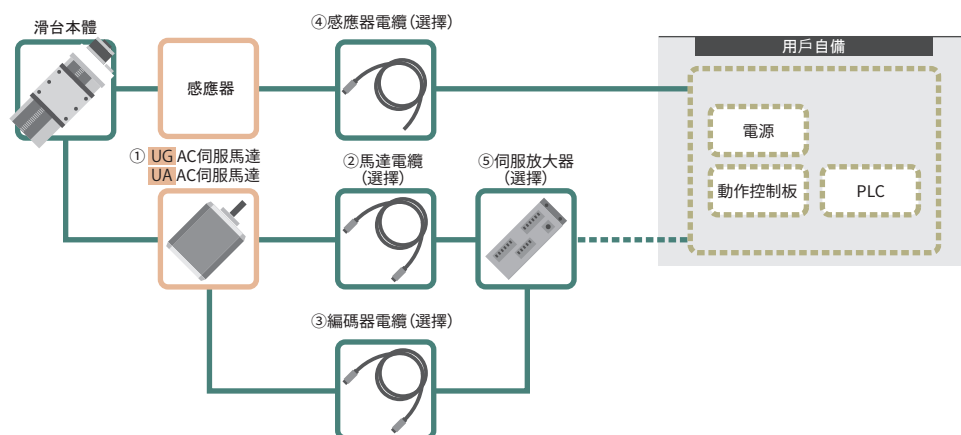 滑台本體
④感應器電纜(選擇)
用戶自備
感應器
電源
① UG AC伺服馬達
UA AC伺服馬達
②馬達電纜
(選擇)
⑤伺服放大器
(選擇)
動作控制板
PLC
③編碼器電纜(選擇)